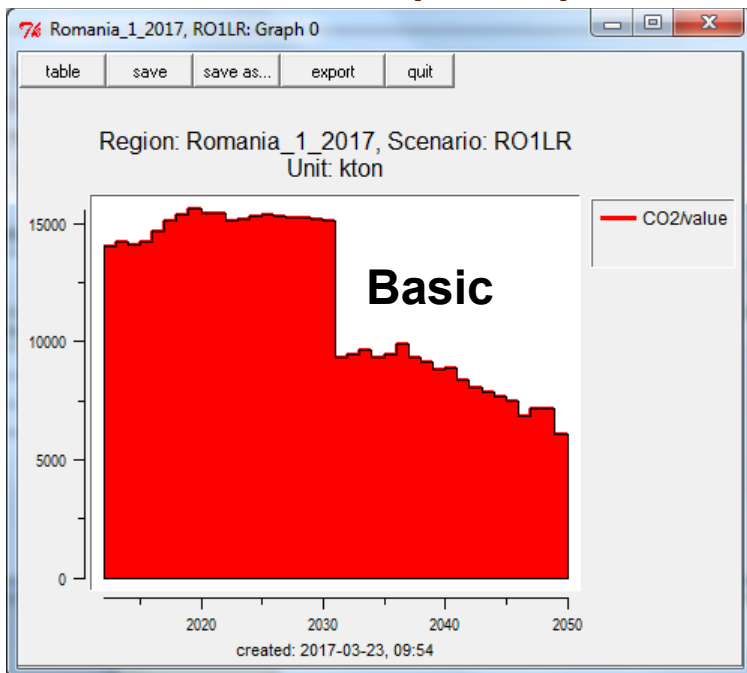 Romania_1_2017, RO1LR: Graph 0
table save save as... export quit
Region: Romania_1_2017, Scenario: RO1LR
Unit: kton
CO2/value
15000
Basic
10000
5000
0
2020 2030 2040 2050
created: 2017-03-23, 09:54